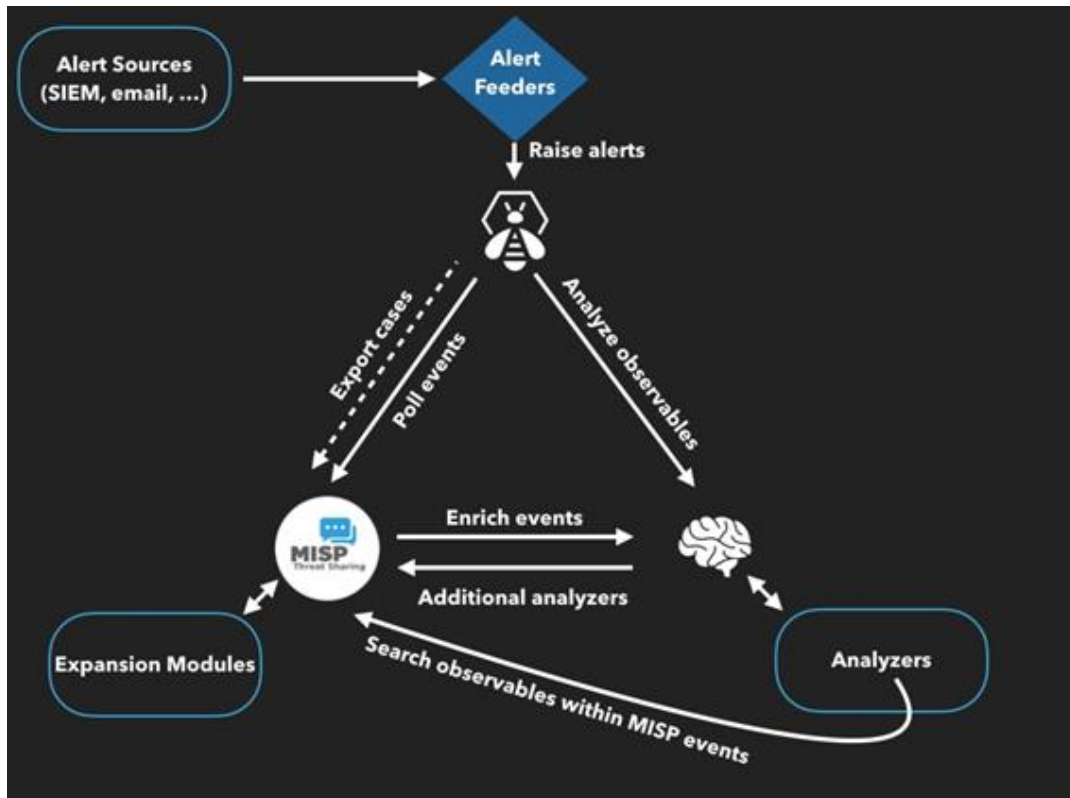 Alert Sources
(SIEM, email, ...)
Alert
Feeders
Raise alerts
Export cases
Poll events
Analyze observables
MISP
Threat Sharing
Enrich events
Additional analyzers
Expansion Modules
Search observables within MISP events
Analyzers